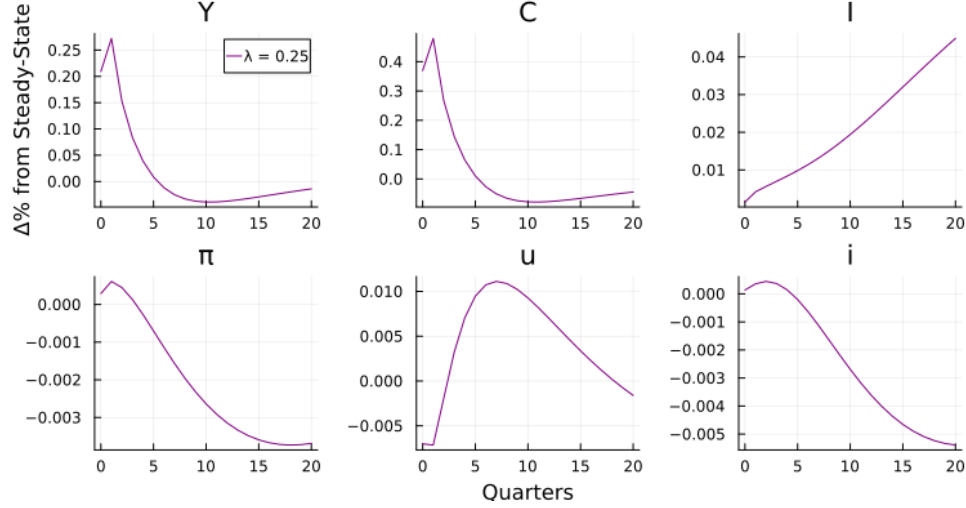 Y
C
I
Δ% from Steady-State
0.25
0.20
0.15
0.10
0.05
0.00
λ = 0.25
0 5 10 15 20
0.4
0.3
0.2
0.1
0.0
0 5 10 15 20
0.04
0.03
0.02
0.01
0 5 10 15 20
π
u
i
0.000
−0.001
−0.002
−0.003
0 5 10 15 20
0.010
0.005
0.000
−0.005
0 5 10 15 20
0.000
−0.001
−0.002
−0.003
−0.004
−0.005
0 5 10 15 20
Quarters